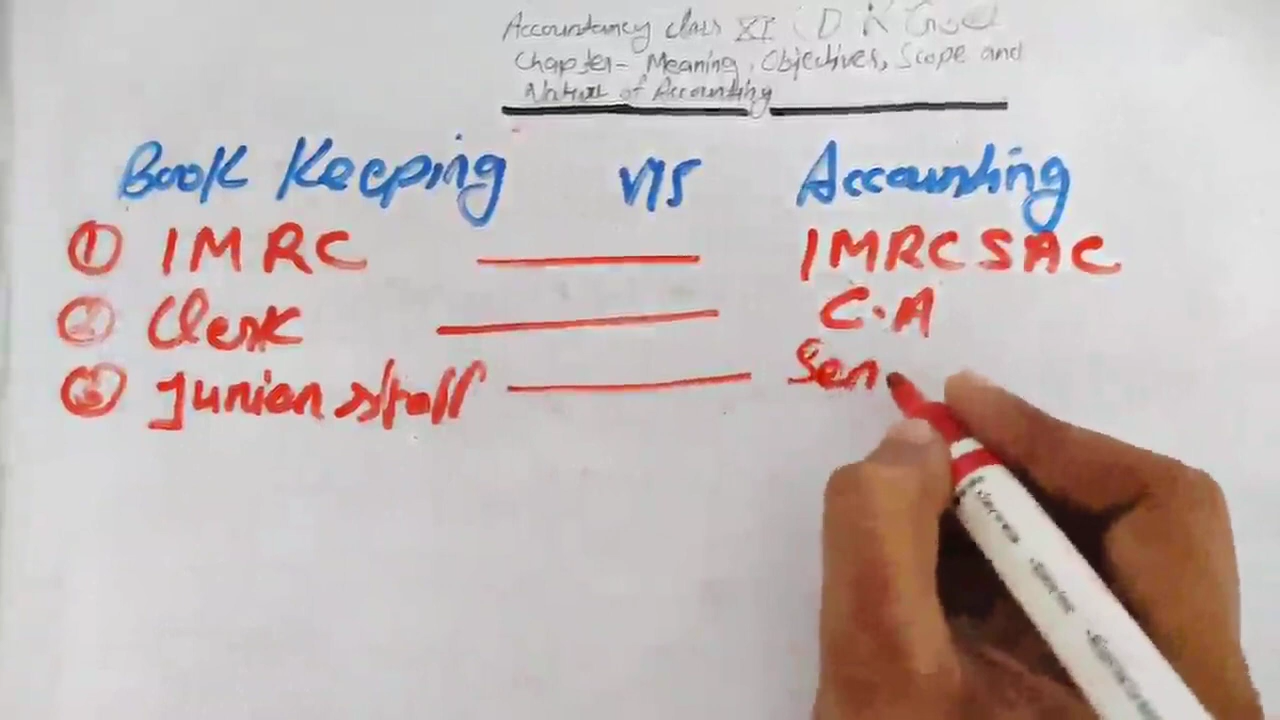 Accountancy class XI (D K Goel
Chapter- Meaning, Objectives, Scope and
Nature of Accounting
Book Keeping V/S Accounting
① IMRC — IMRCSAC
② Clerk — C.A
③ Junior staff — Sen